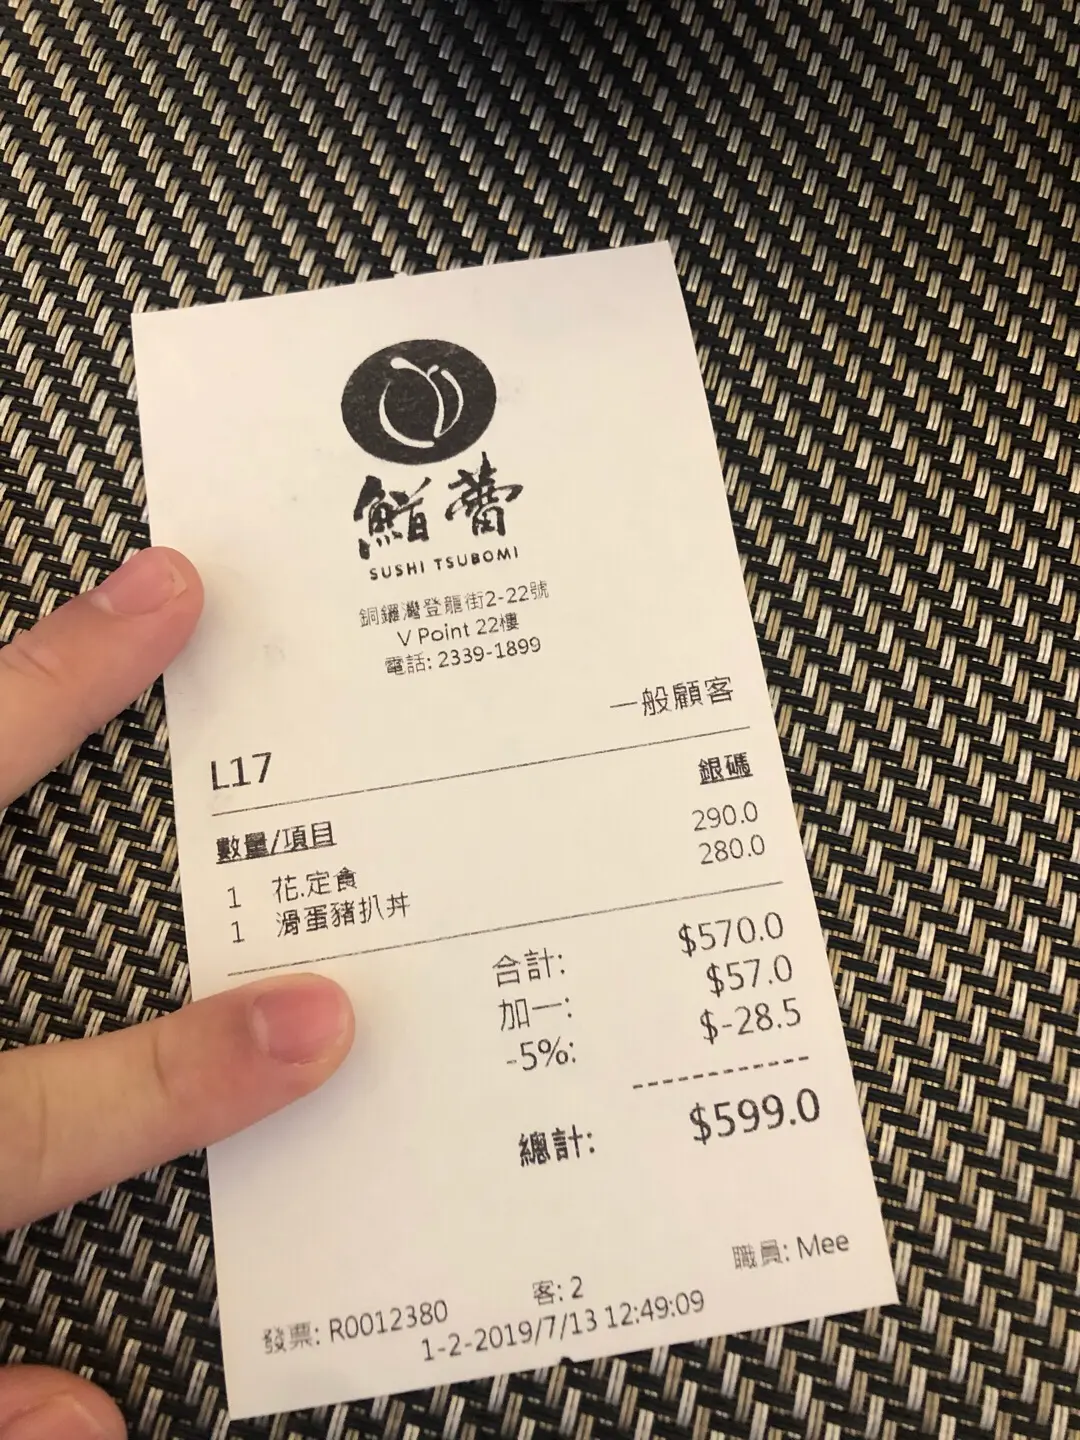 鮨蕾
SUSHI TSUBOMI
銅鑼灣登龍街2-22號
V Point 22樓
電話: 2339-1899
一般顧客
L17
數量/項目 銀碼
1 花.定食 290.0
1 滑蛋豬扒丼 280.0
合計: $570.0
加一: $57.0
-5%: $-28.5
------------
總計: $599.0
職員: Mee
發票: R0012380 客: 2
1-2-2019/7/13 12:49:09